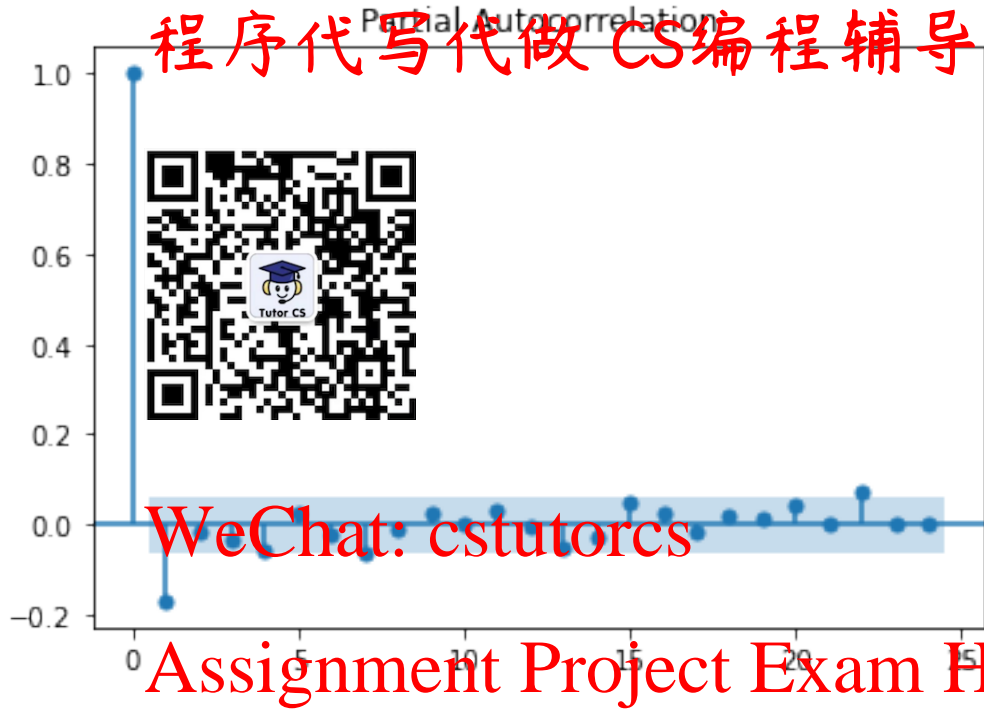 Partial Autocorrelation
程序代写代做 CS编程辅导
1.0
0.8
0.6
0.4
0.2
0.0
−0.2
Tutor CS
WeChat: cstutorcs
0 5 10 15 20 25
Assignment Project Exam H